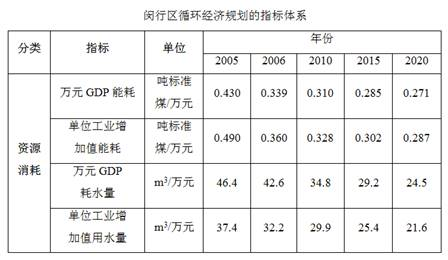 闵行区循环经济规划的指标体系
分类 指标 单位 年份
2005 2006 2010 2015 2020
资源消耗
万元 GDP 能耗 吨标准煤/万元 0.430 0.339 0.310 0.285 0.271
单位工业增加值能耗 吨标准煤/万元 0.490 0.360 0.328 0.302 0.287
万元 GDP 耗水量 m³/万元 46.4 42.6 34.8 29.2 24.5
单位工业增加值用水量 m³/万元 37.4 32.2 29.9 25.4 21.6